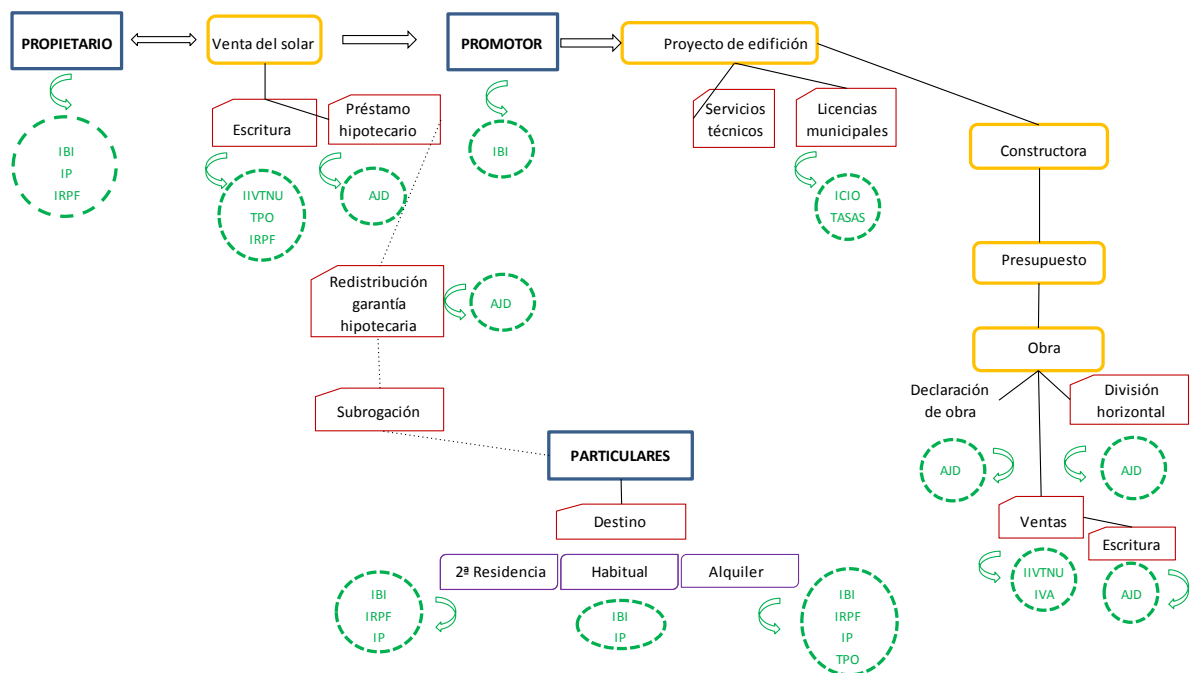 PROPIETARIO
Venta del solar
PROMOTOR
Proyecto de edifición
IBI
IP
IRPF
Escritura
Préstamo
hipotecario
IIVTNU
TPO
IRPF
AJD
IBI
Servicios
técnicos
Licencias
municipales
ICIO
TASAS
Constructora
Presupuesto
Obra
Redistribución
garantía
hipotecaria
AJD
Subrogación
Declaración
de obra
División
horizontal
AJD
AJD
Ventas
Escritura
IIVTNU
IVA
AJD
PARTICULARES
Destino
2ª Residencia
Habitual
Alquiler
IBI
IRPF
IP
IBI
IP
IBI
IRPF
IP
TPO